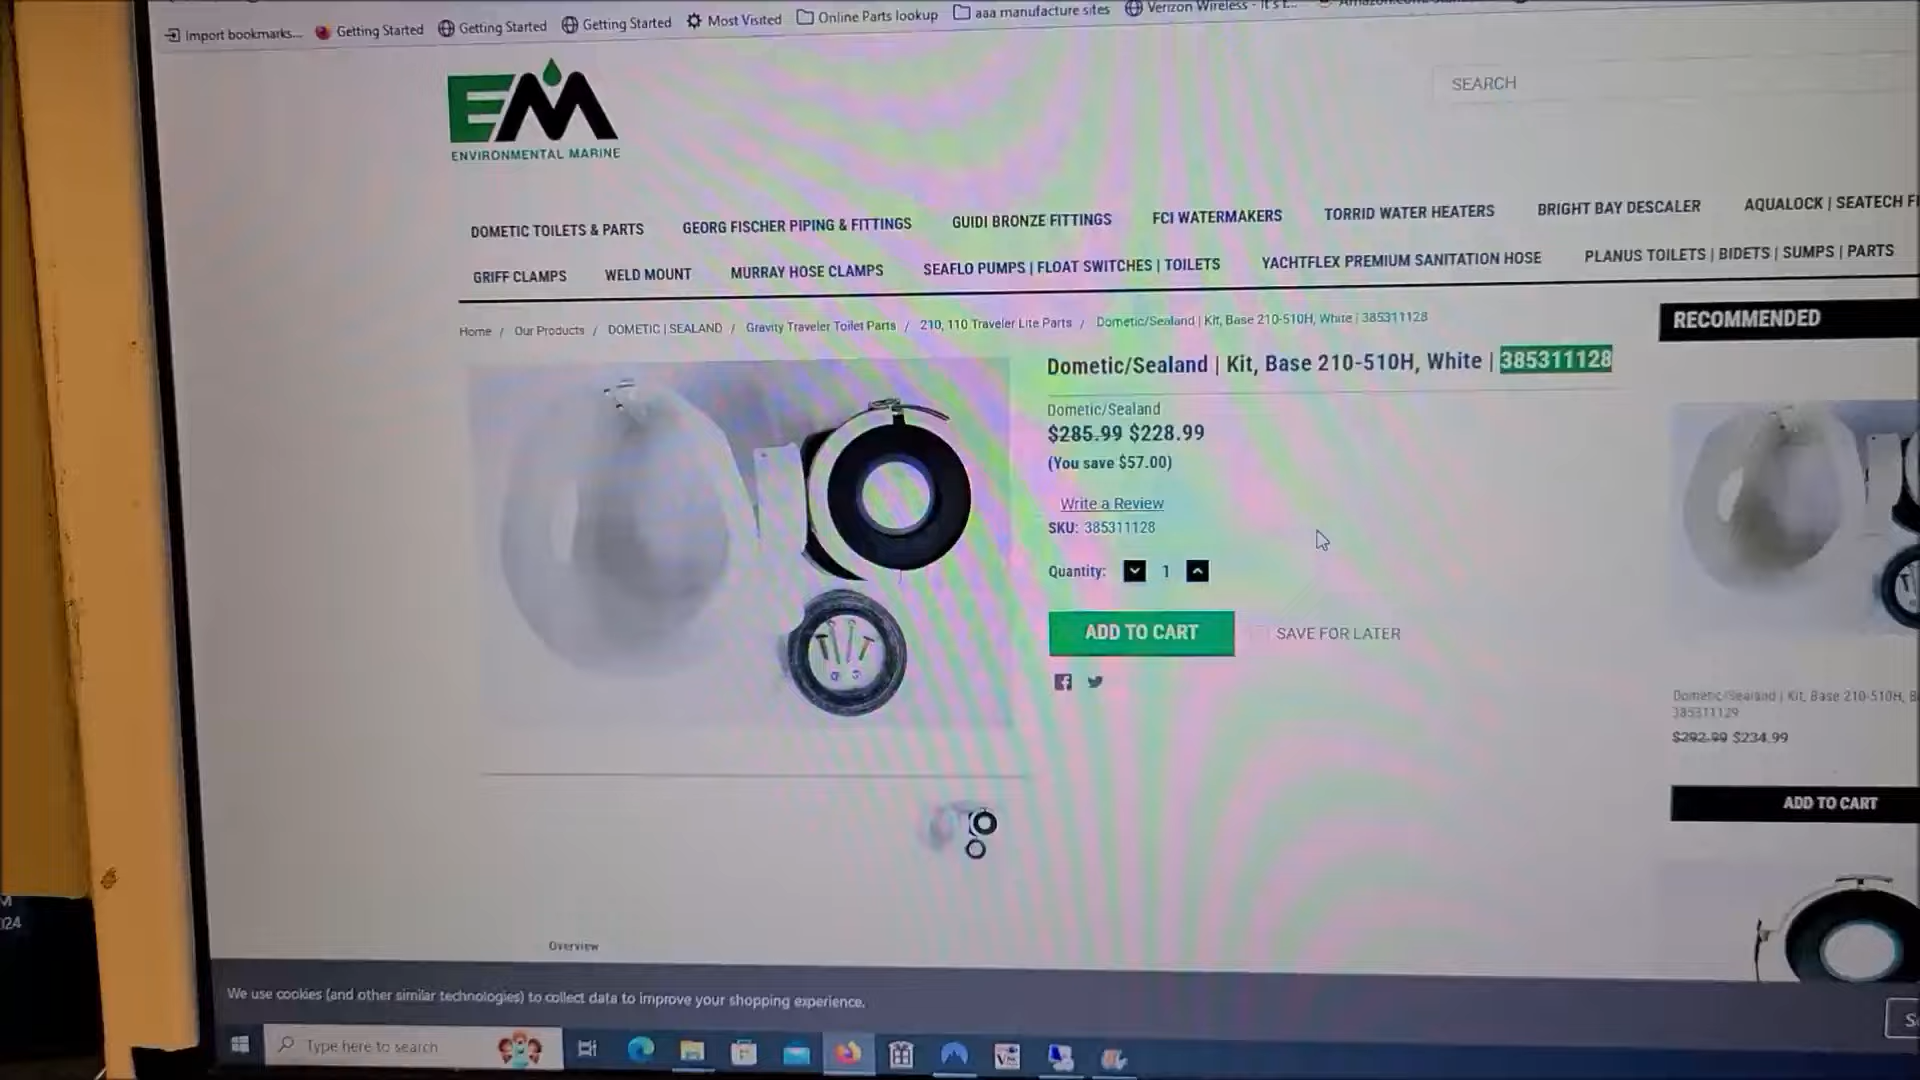 Import bookmarks...
Getting Started
Getting Started
Getting Started
Most Visited
Online Parts lookup
aaa manufacture sites
Verizon Wireless - It's t...
EM
ENVIRONMENTAL MARINE
SEARCH
DOMETIC TOILETS & PARTS
GEORG FISCHER PIPING & FITTINGS
GUIDI BRONZE FITTINGS
FCI WATERMAKERS
TORRID WATER HEATERS
BRIGHT BAY DESCALER
AQUALOCK | SEATECH FI
GRIFF CLAMPS
WELD MOUNT
MURRAY HOSE CLAMPS
SEAFLO PUMPS | FLOAT SWITCHES | TOILETS
YACHTFLEX PREMIUM SANITATION HOSE
PLANUS TOILETS | BIDETS | SUMPS | PARTS
Home / Our Products / DOMETIC | SEALAND / Gravity Traveler Toilet Parts / 210, 110 Traveler Lite Parts / Dometic/Sealand | Kit, Base 210-510H, White | 385311128
RECOMMENDED
Dometic/Sealand | Kit, Base 210-510H, White | 385311128
Dometic/Sealand
$285.99 $228.99
(You save $57.00)
Write a Review
SKU: 385311128
Quantity: 1
ADD TO CART
SAVE FOR LATER
Dometic/Sealand | Kit, Base 210-510H, B
385311129
$292.99 $234.99
ADD TO CART
Overview
We use cookies (and other similar technologies) to collect data to improve your shopping experience.
Type here to search
M
024